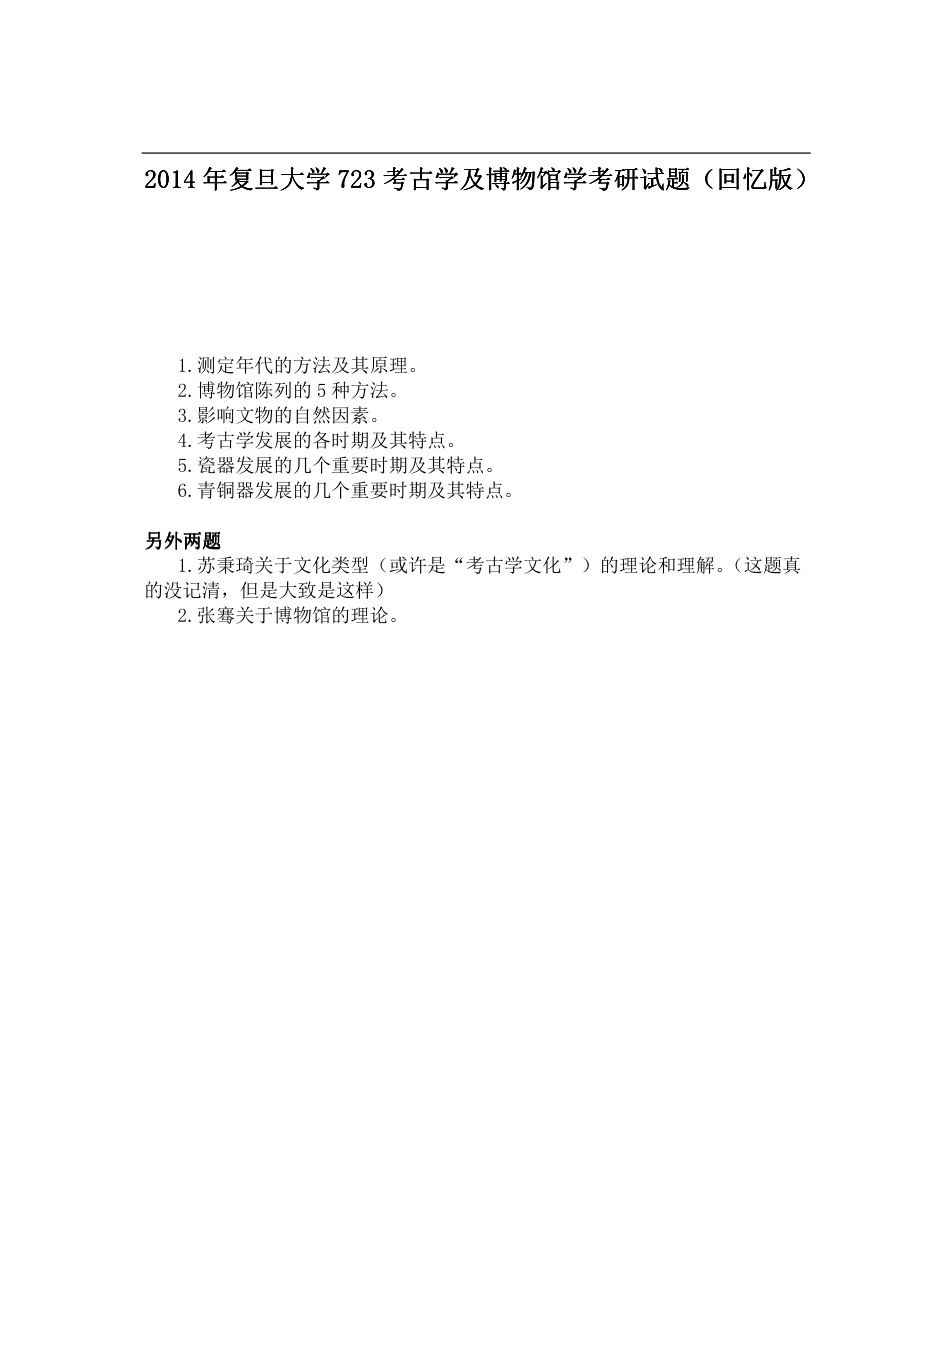 2014 年复旦大学 723 考古学及博物馆学考研试题（回忆版）
1.测定年代的方法及其原理。
2.博物馆陈列的 5 种方法。
3.影响文物的自然因素。
4.考古学发展的各时期及其特点。
5.瓷器发展的几个重要时期及其特点。
6.青铜器发展的几个重要时期及其特点。
另外两题
1.苏秉琦关于文化类型（或许是“考古学文化”）的理论和理解。（这题真
的没记清，但是大致是这样）
2.张骞关于博物馆的理论。